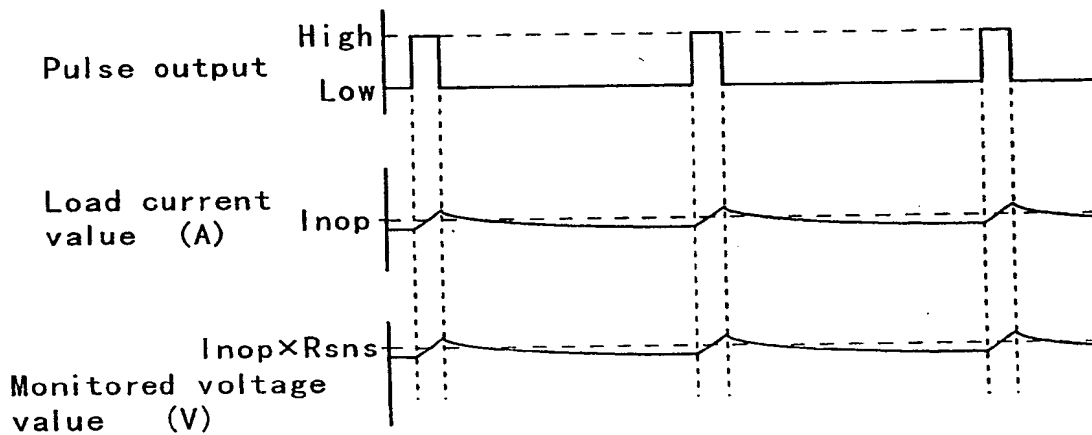 High
Pulse output
Low
Load current
value (A)
Inop
Inop×Rsns
Monitored voltage
value (V)